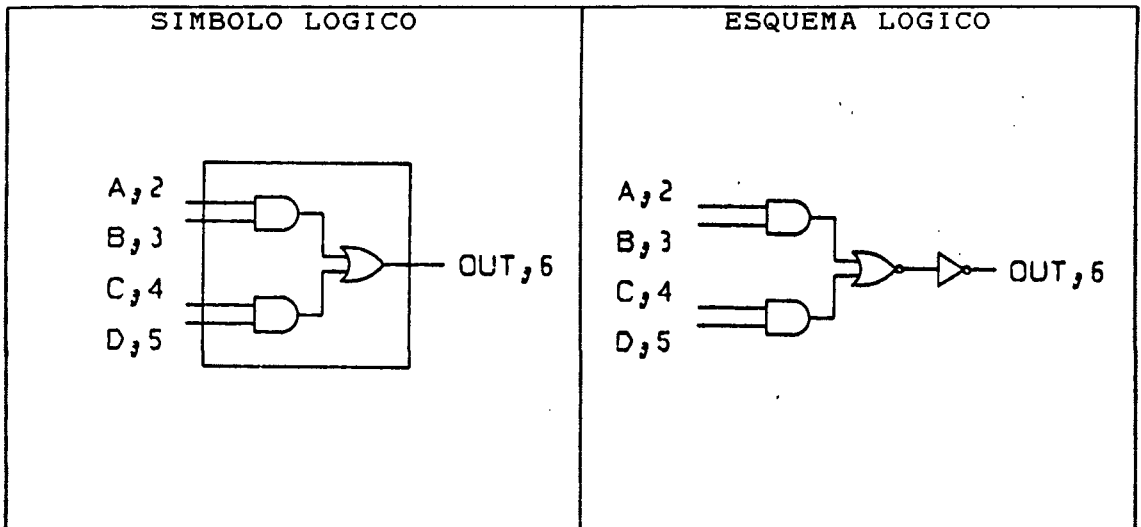 SIMBOLO LOGICO
A,2
B,3
C,4
D,5
OUT,6
ESQUEMA LOGICO
A,2
B,3
C,4
D,5
OUT,6